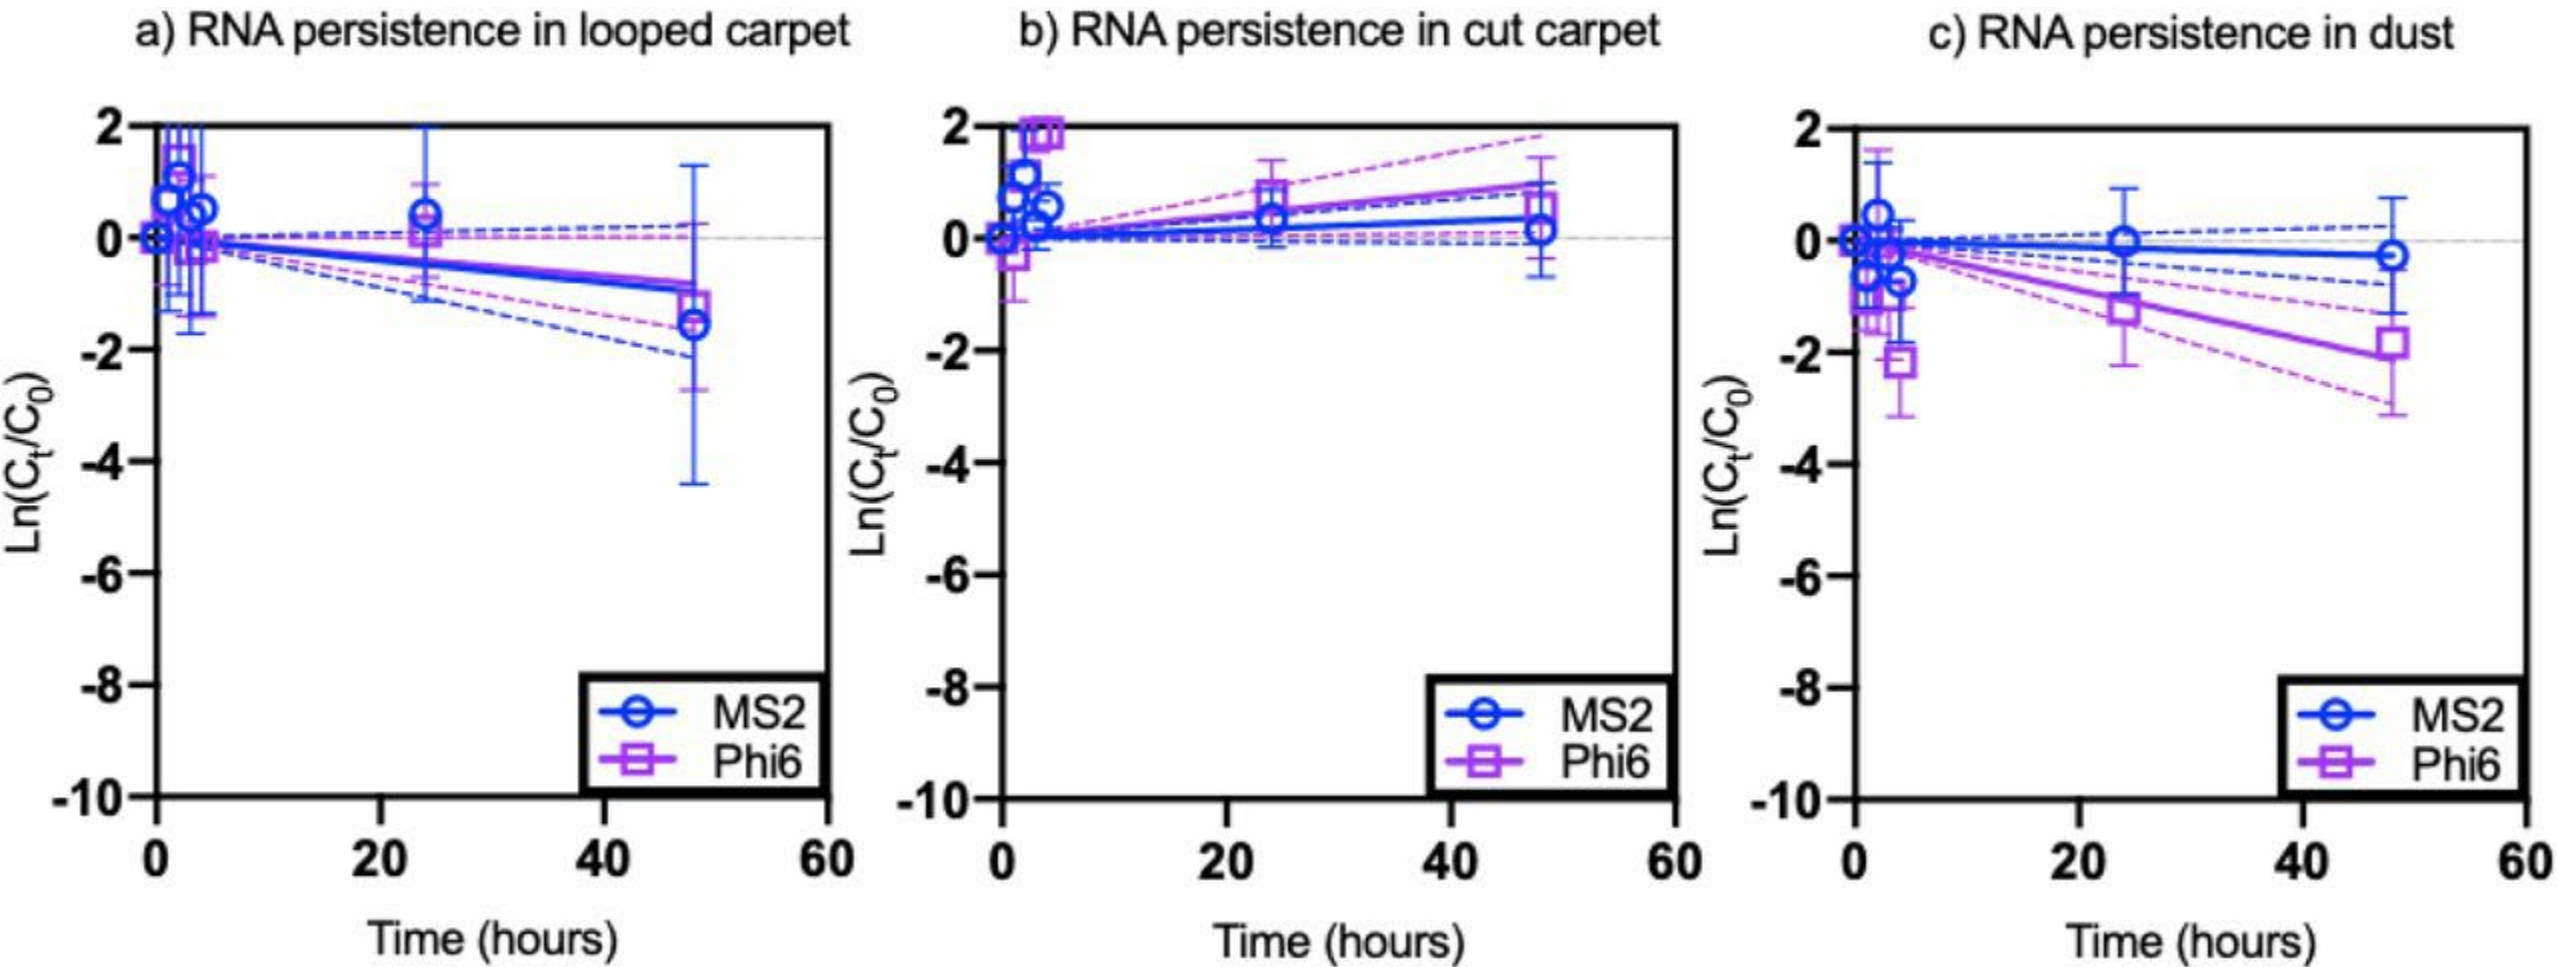 a) RNA persistence in looped carpet
2
0
-2
-4
-6
-8
-10
Ln(Ct/C0)
0 20 40 60
Time (hours)
MS2
Phi6
b) RNA persistence in cut carpet
2
0
-2
-4
-6
-8
-10
Ln(Ct/C0)
0 20 40 60
Time (hours)
MS2
Phi6
c) RNA persistence in dust
2
0
-2
-4
-6
-8
-10
Ln(Ct/C0)
0 20 40 60
Time (hours)
MS2
Phi6